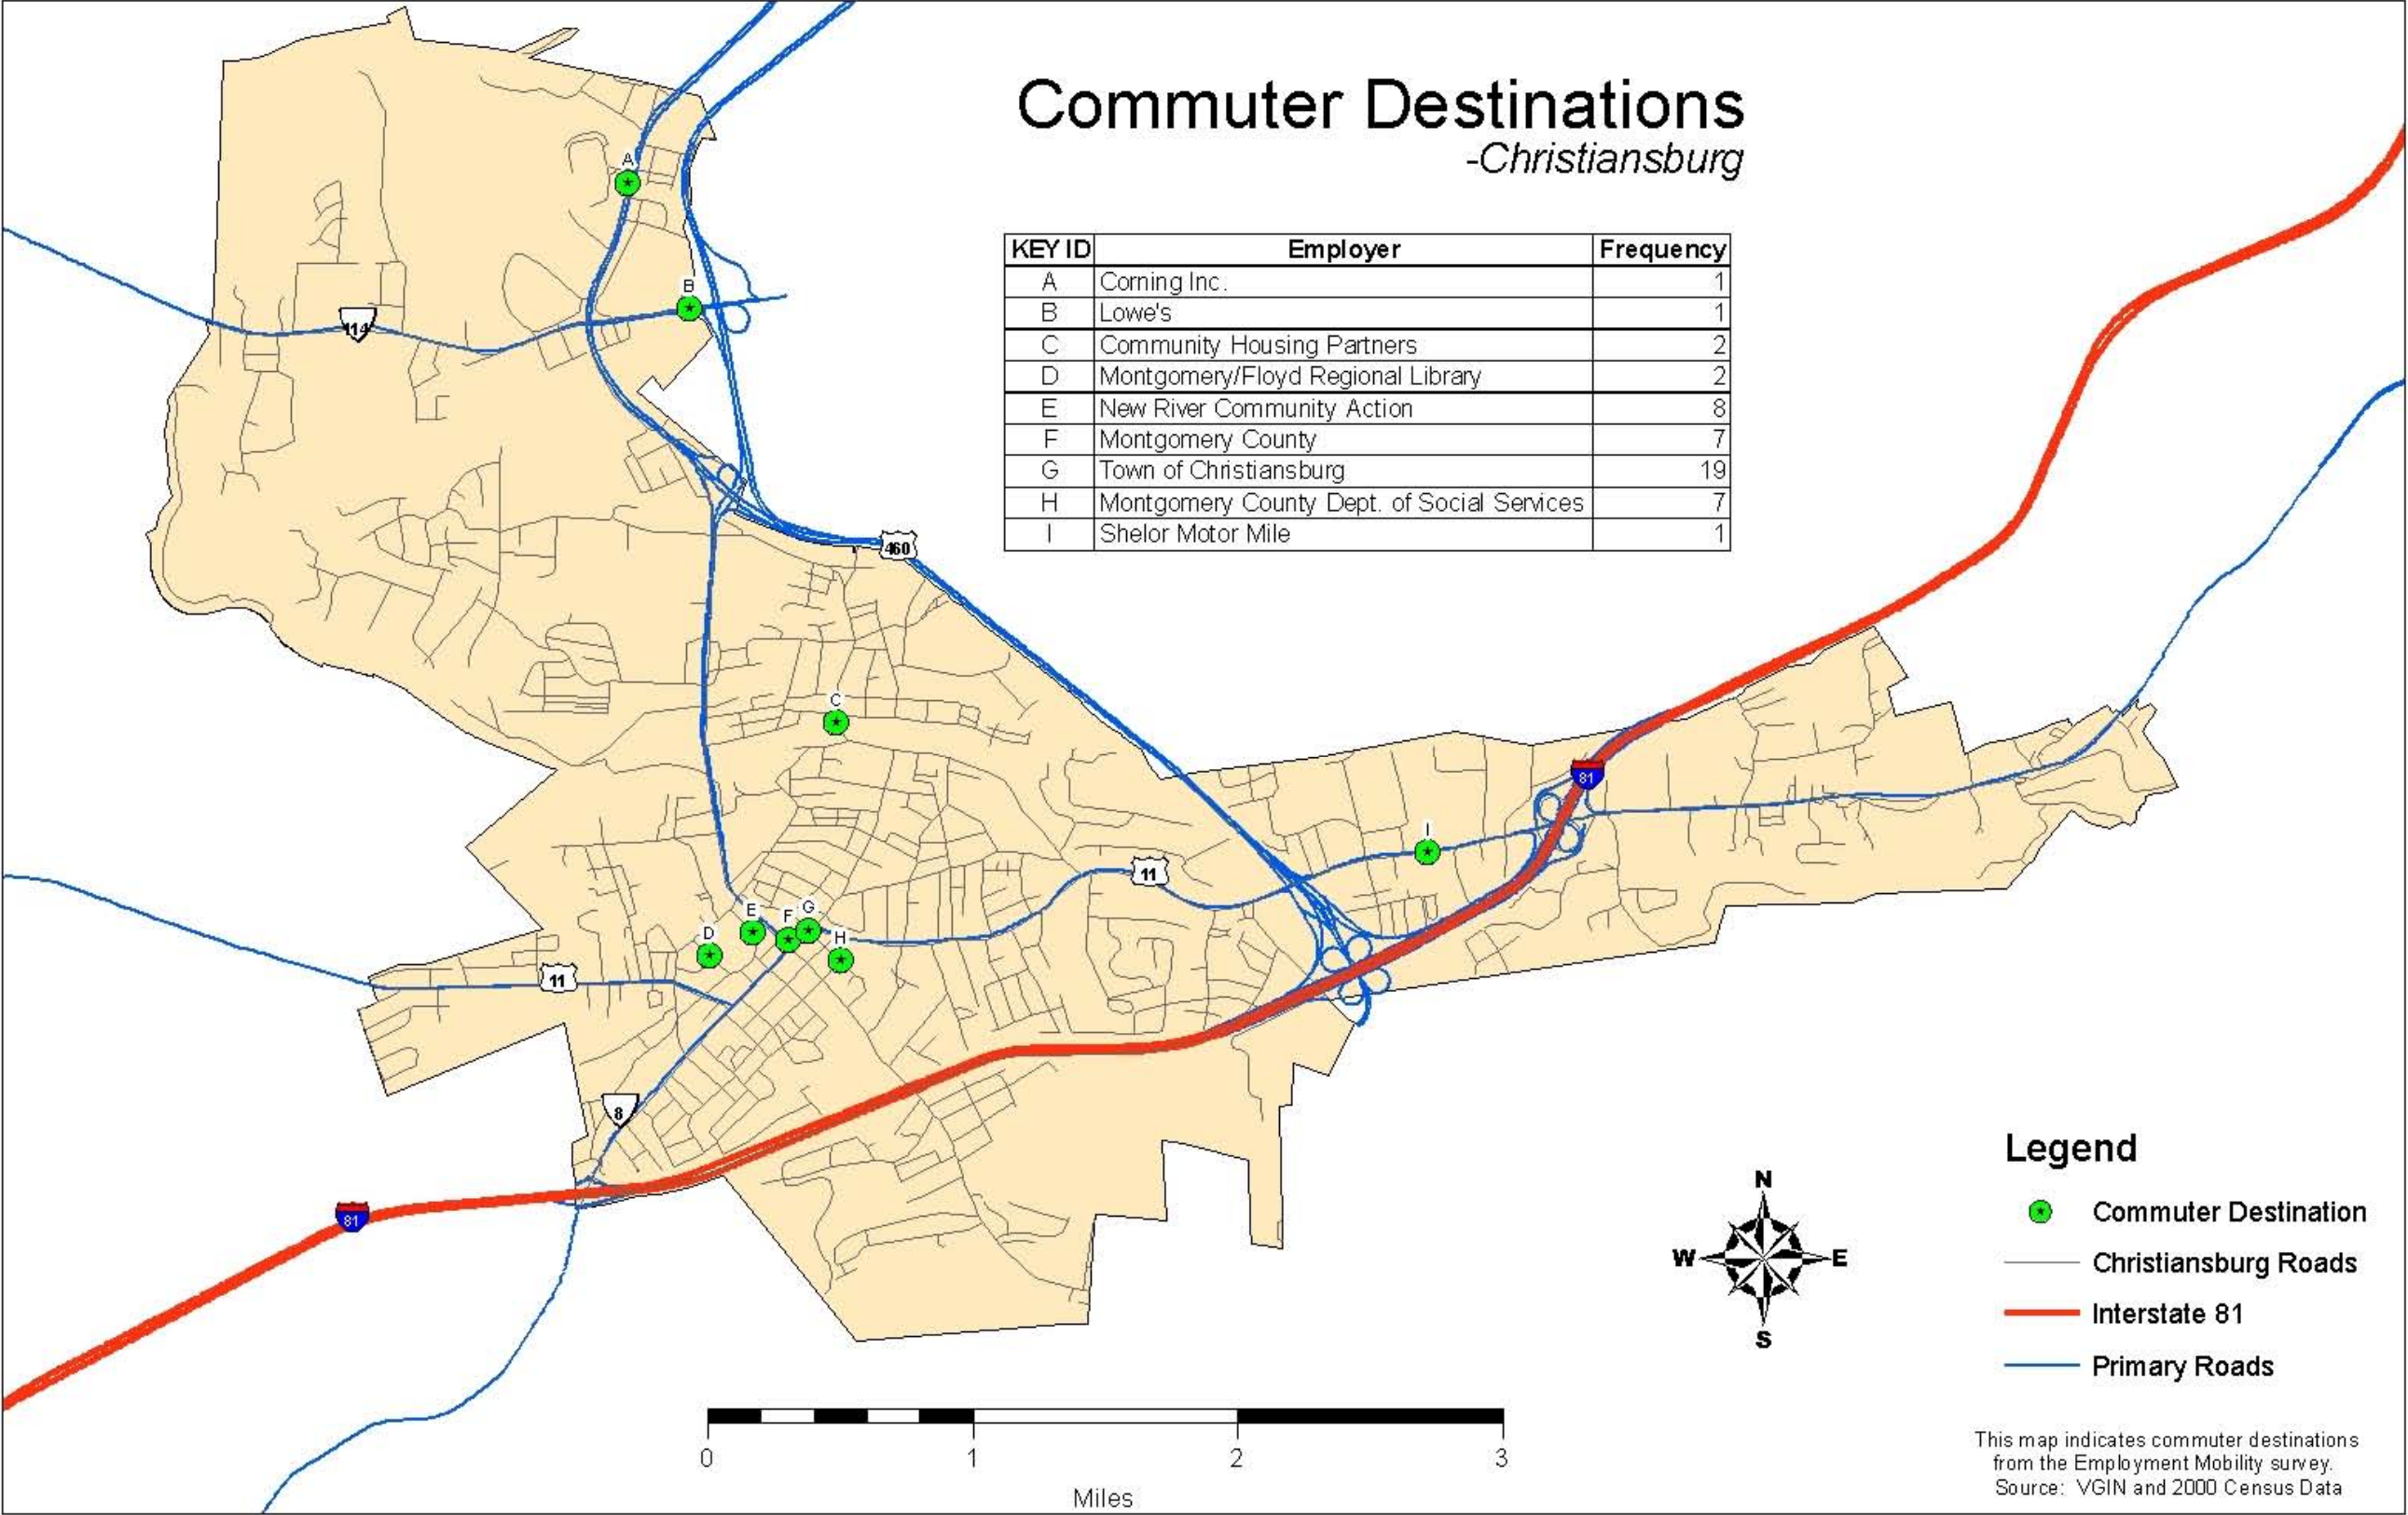 Commuter Destinations
-Christiansburg
KEY ID Employer Frequency
A Corning Inc. 1
B Lowe's 1
C Community Housing Partners 2
D Montgomery/Floyd Regional Library 2
E New River Community Action 8
F Montgomery County 7
G Town of Christiansburg 19
H Montgomery County Dept. of Social Services 7
I Shelor Motor Mile 1
A
B
114
460
C
81
I
11
E
F
G
D
H
11
8
81
Legend
Commuter Destination
Christiansburg Roads
Interstate 81
Primary Roads
N
W
E
S
0 1 2 3
Miles
This map indicates commuter destinations
from the Employment Mobility survey.
Source: VGIN and 2000 Census Data